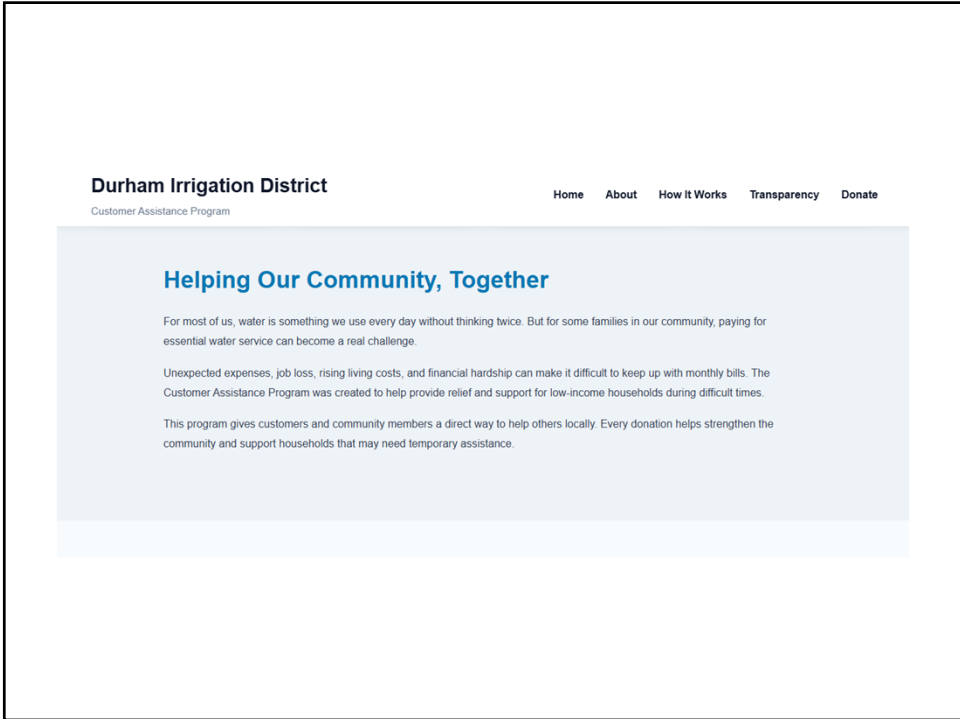 Durham Irrigation District
Customer Assistance Program
Home About How It Works Transparency Donate
Helping Our Community, Together
For most of us, water is something we use every day without thinking twice. But for some families in our community, paying for
essential water service can become a real challenge.
Unexpected expenses, job loss, rising living costs, and financial hardship can make it difficult to keep up with monthly bills. The
Customer Assistance Program was created to help provide relief and support for low-income households during difficult times.
This program gives customers and community members a direct way to help others locally. Every donation helps strengthen the
community and support households that may need temporary assistance.